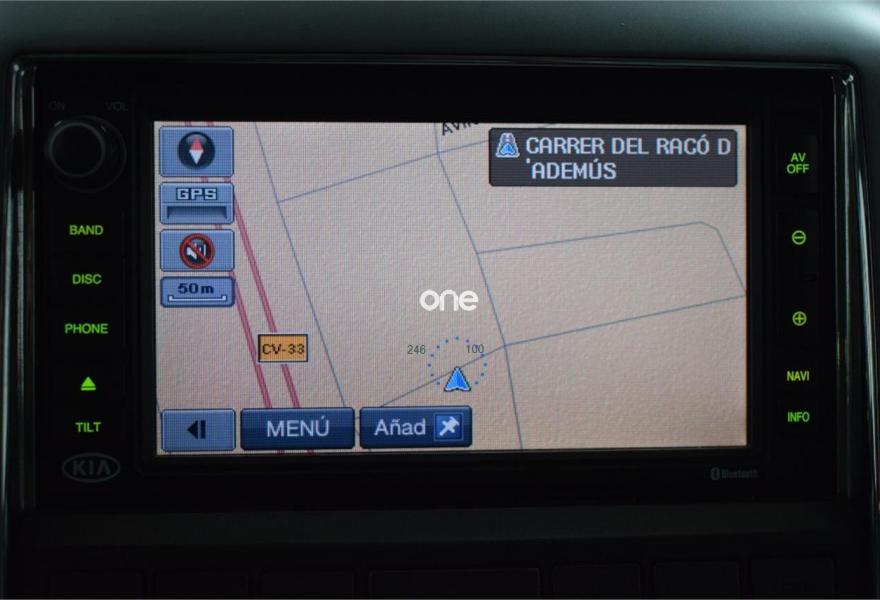 ON VOL
BAND
DISC
PHONE
TILT
KIA
GPS
50m
CARRER DEL RACÓ D
'ADEMÚS
one
246 100
CV-33
MENÚ
Añad
AV
OFF
NAVI
INFO
Bluetooth